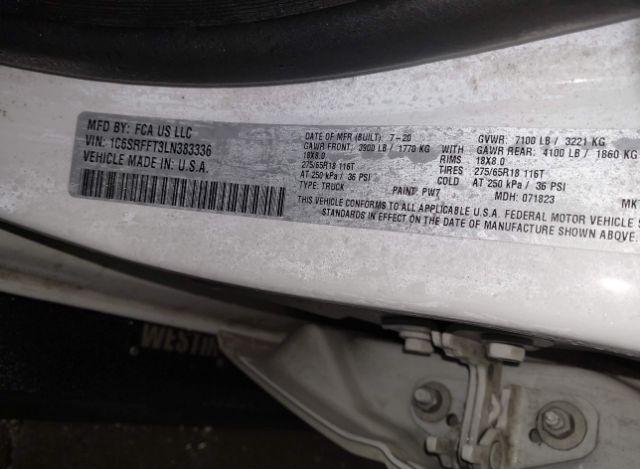 MFD BY: FCA US LLC
VIN: 1C6SRFFT3LN383336
VEHICLE MADE IN U.S.A.
DATE OF MFR (BUILT) 7-20 GVWR: 7100 LB / 3221 KG
GAWR FRONT: 3900 LB / 1770 KG WITH GAWR REAR: 4100 LB / 1860 KG
18X8.0 RIMS 18X8.0
275/65R18 116T TIRES 275/65R18 116T
AT 250 kPa / 36 PSI COLD AT 250 kPa / 36 PSI
TYPE: TRUCK PAINT: PW7 MDH: 071823 MKT
THIS VEHICLE CONFORMS TO ALL APPLICABLE U.S.A. FEDERAL MOTOR VEHICLE
STANDARDS IN EFFECT ON THE DATE OF MANUFACTURE SHOWN ABOVE
WESTIN